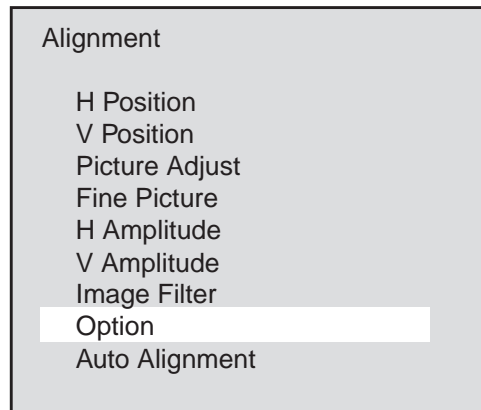 Alignment
H Position
V Position
Picture Adjust
Fine Picture
H Amplitude
V Amplitude
Image Filter
Option
Auto Alignment